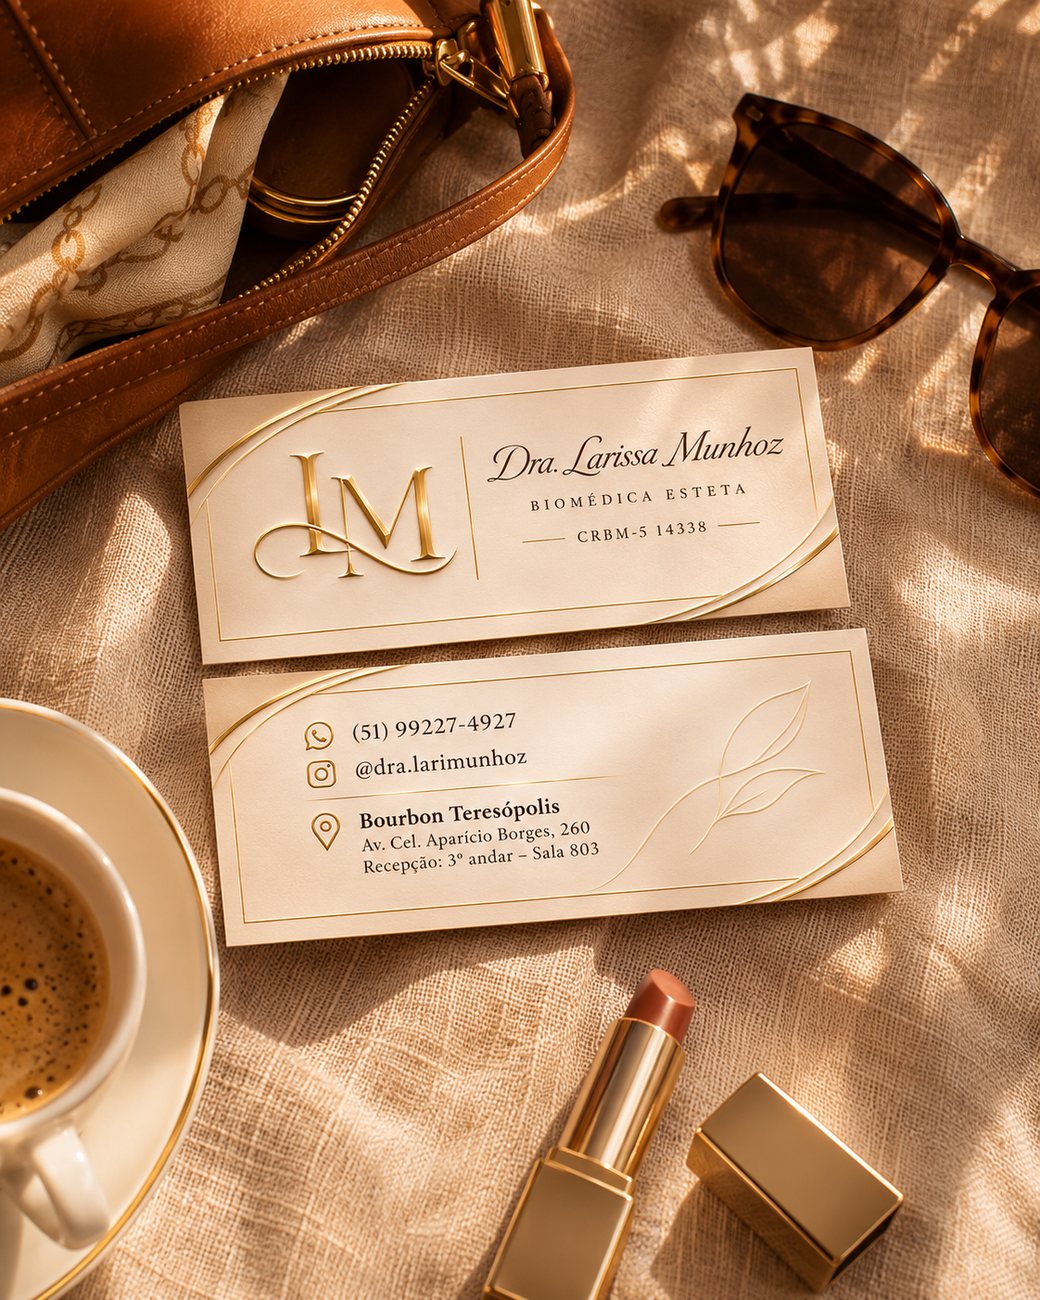 LM
Dra. Larissa Munhoz
BIOMÉDICA ESTETA
CRBM-5 14338
(51) 99227-4927
@dra.larimunhoz
Bourbon Teresópolis
Av. Cel. Aparício Borges, 260
Recepção: 3º andar – Sala 803